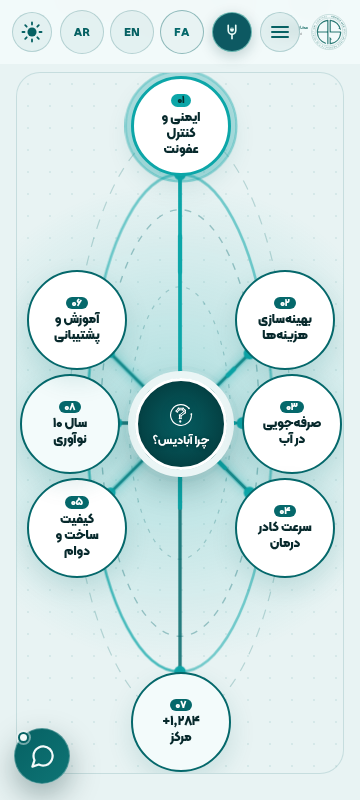 AR
EN
FA
۰۱
ایمنی و
کنترل
عفونت
۰۲
بهینه‌سازی
هزینه‌ها
۰۶
آموزش و
پشتیبانی
۰۳
صرفه‌جویی
در آب
چرا آبادیس؟
۰۸
۱۰ سال
نوآوری
۰۴
سرعت کادر
درمان
۰۵
کیفیت
ساخت و
دوام
۰۷
+۱,۲۸۴
مرکز